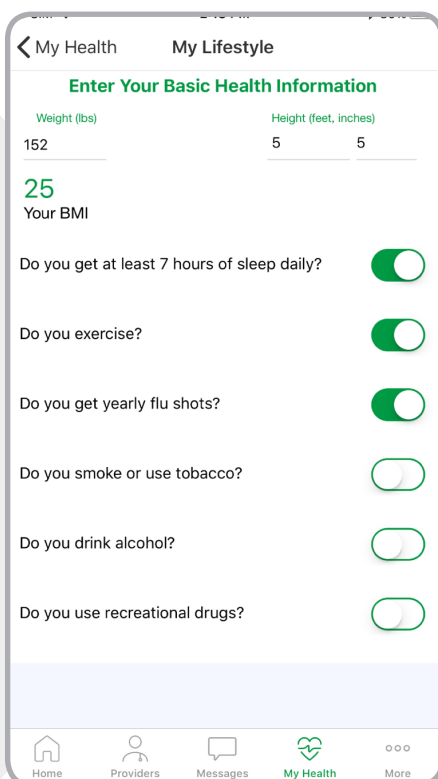 My Health My Lifestyle
Enter Your Basic Health Information
Weight (lbs) Height (feet, inches)
152 5 5
25
Your BMI
Do you get at least 7 hours of sleep daily?
Do you exercise?
Do you get yearly flu shots?
Do you smoke or use tobacco?
Do you drink alcohol?
Do you use recreational drugs?
Home Providers Messages My Health More